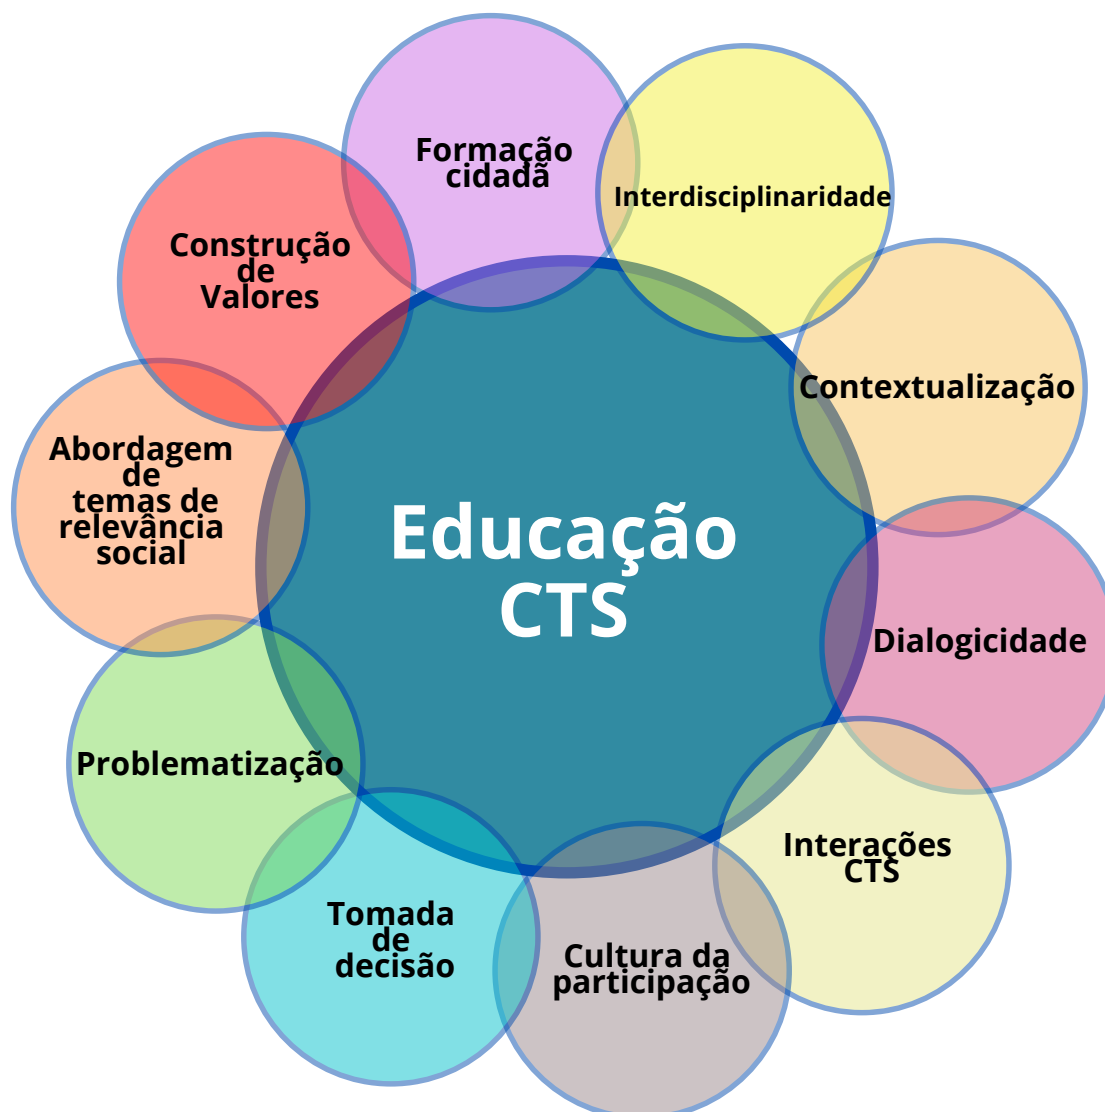 Formação
cidadã
Interdisciplinaridade
Construção
de
Valores
Contextualização
Abordagem
de
temas de
relevância
social
Educação
CTS
Dialogicidade
Problematização
Interações
CTS
Tomada
de
decisão
Cultura da
participação